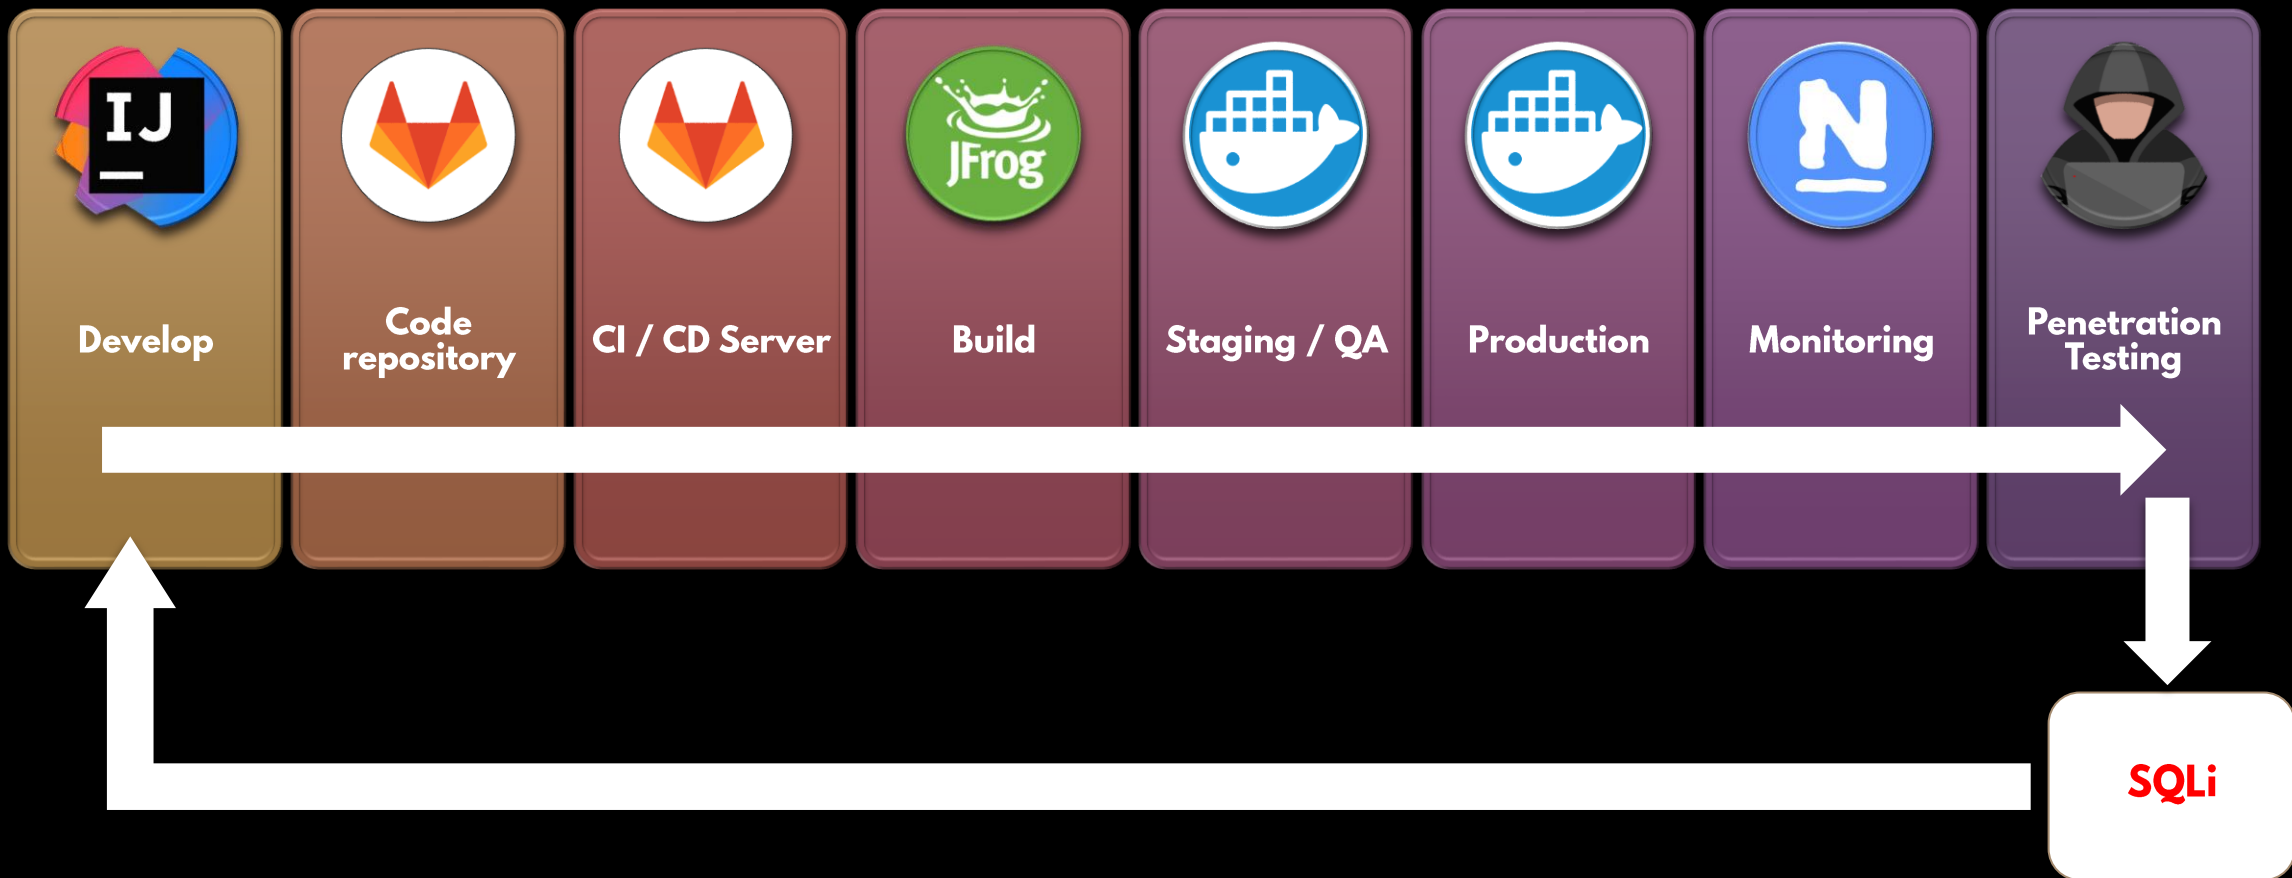 IJ
JFrog
N
Develop
Code
repository
CI / CD Server
Build
Staging / QA
Production
Monitoring
Penetration
Testing
SQLi